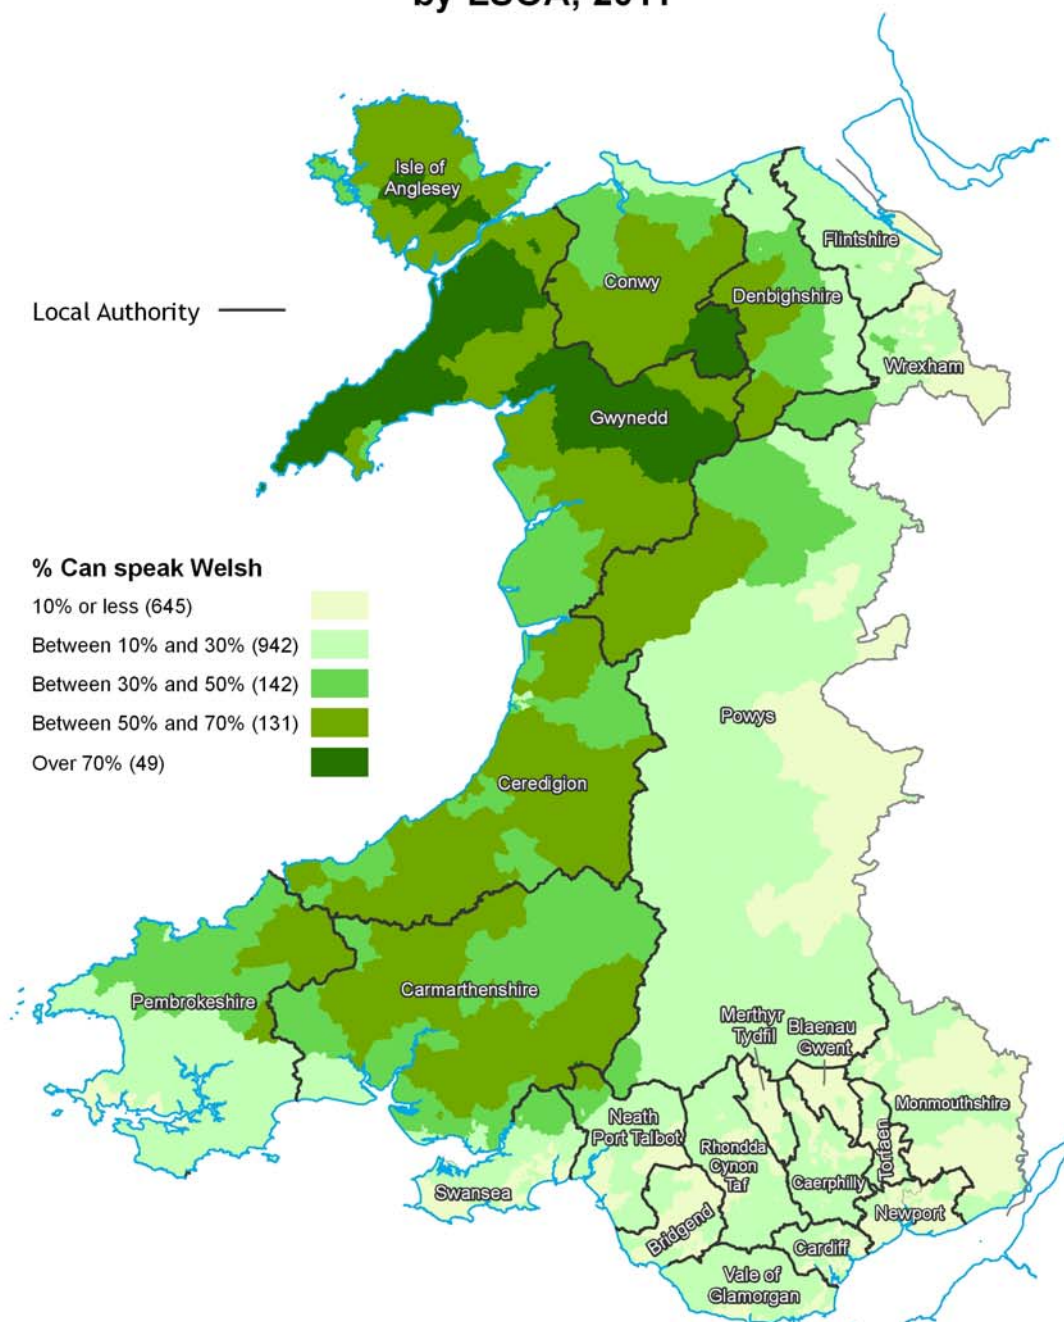 by LSOA, 2011
Isle of
Anglesey
Flintshire
Conwy
Denbighshire
Local Authority
Wrexham
Gwynedd
% Can speak Welsh
10% or less (645)
Between 10% and 30% (942)
Between 30% and 50% (142)
Between 50% and 70% (131)
Over 70% (49)
Powys
Ceredigion
Carmarthenshire
Pembrokeshire
Merthyr
Tydfil
Blaenau
Gwent
Monmouthshire
Neath
Port Talbot
Rhondda
Cynon
Taf
Torfaen
Caerphilly
Swansea
Newport
Bridgend
Cardiff
Vale of
Glamorgan